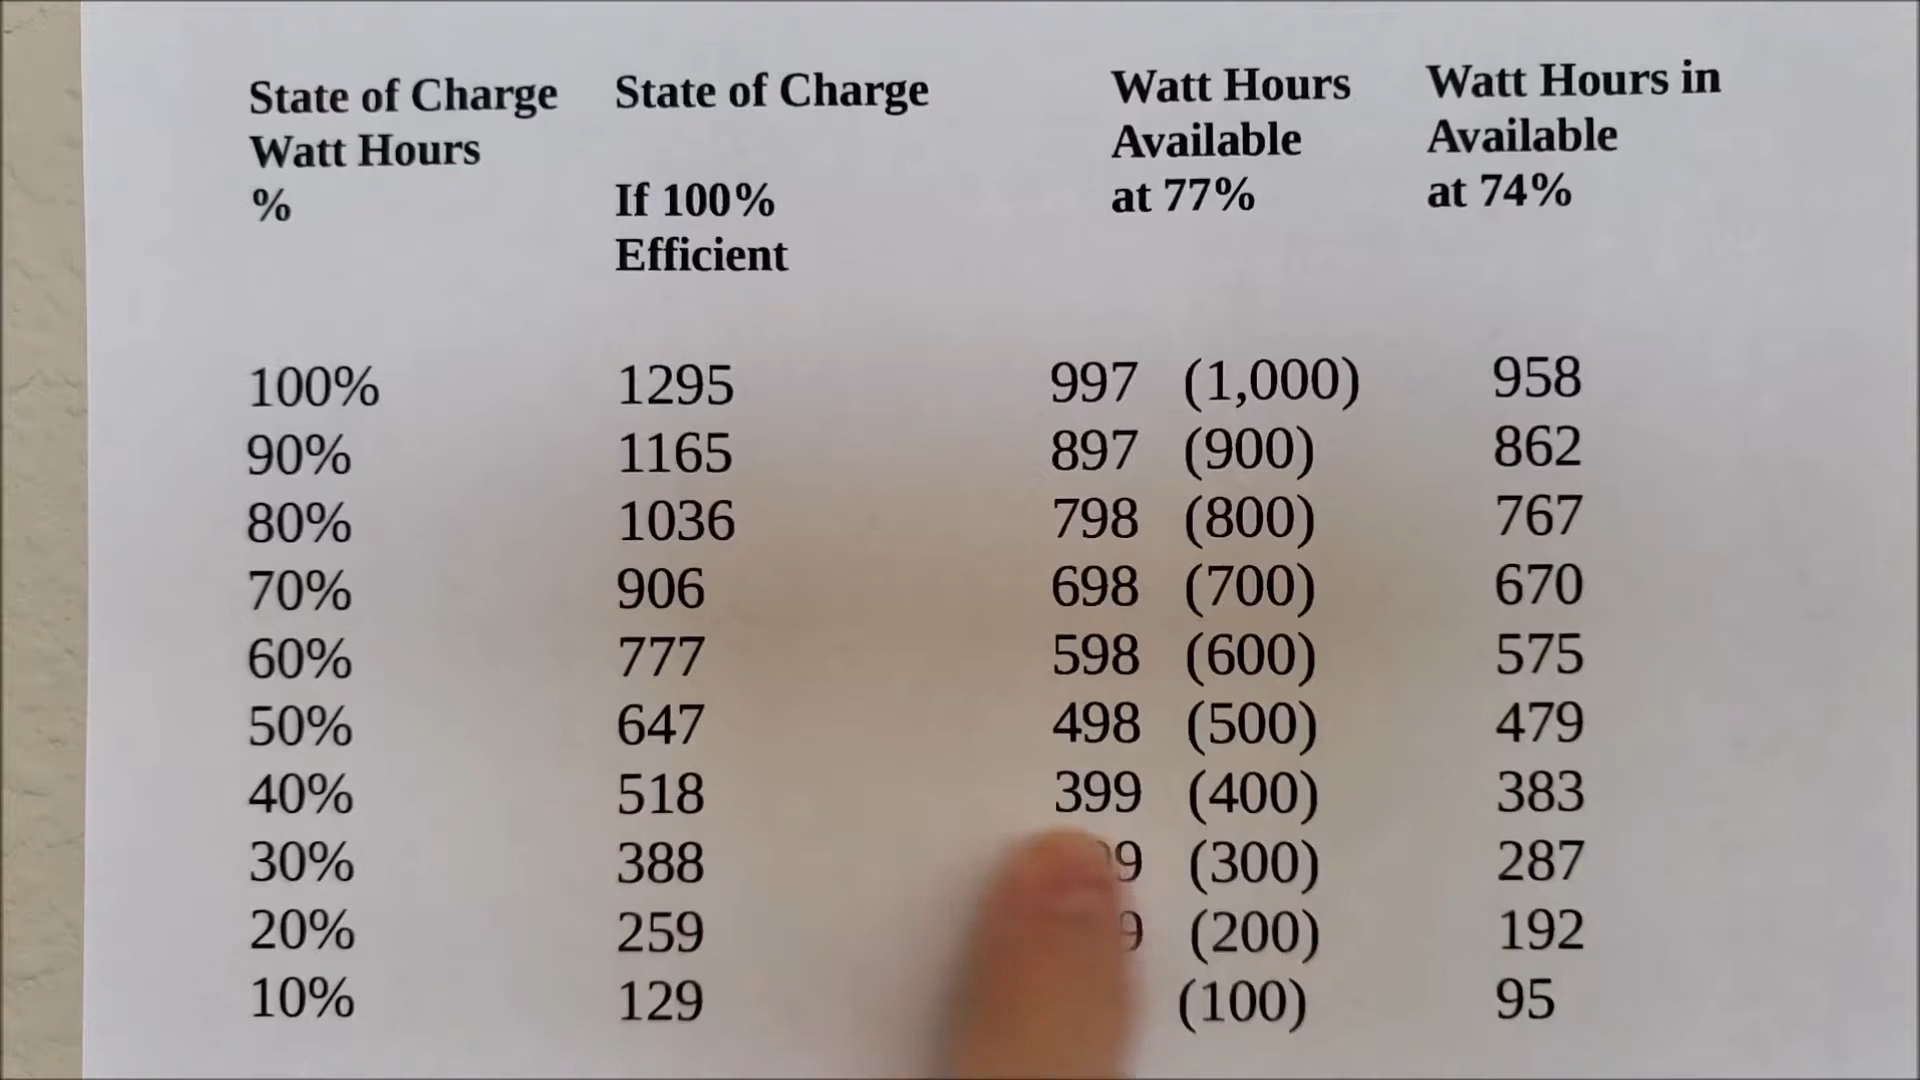 State of Charge State of Charge Watt Hours Watt Hours in
Watt Hours Available Available
% If 100% at 77% at 74%
Efficient
100% 1295 997 (1,000) 958
90% 1165 897 (900) 862
80% 1036 798 (800) 767
70% 906 698 (700) 670
60% 777 598 (600) 575
50% 647 498 (500) 479
40% 518 399 (400) 383
30% 388 (300) 287
20% 259 (200) 192
10% 129 (100) 95